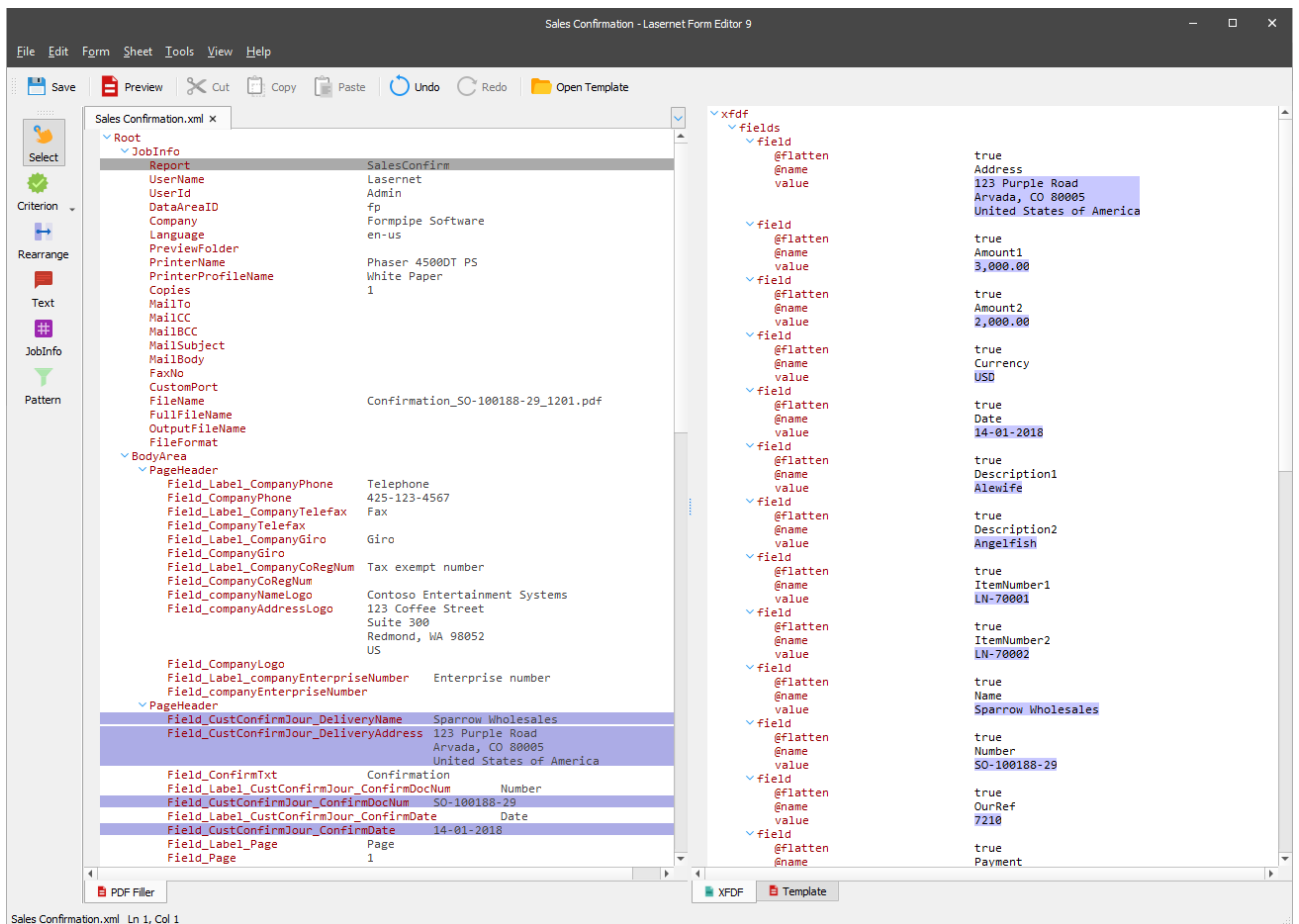 Sales Confirmation - Lasernet Form Editor 9
File Edit Form Sheet Tools View Help
Save Preview Cut Copy Paste Undo Redo Open Template
Select
Criterion
Rearrange
Text
JobInfo
Pattern
Sales Confirmation.xml ×
Root
JobInfo
Report SalesConfirm
UserName Lasernet
UserId Admin
DataAreaID fp
Company Formpipe Software
Language en-us
PreviewFolder
PrinterName Phaser 4500DT PS
PrinterProfileName White Paper
Copies 1
MailTo
MailCC
MailBCC
MailSubject
MailBody
FaxNo
CustomPort
FileName Confirmation_SO-100188-29_1201.pdf
FullFileName
OutputFileName
FileFormat
BodyArea
PageHeader
Field_Label_CompanyPhone Telephone
Field_CompanyPhone 425-123-4567
Field_Label_CompanyTelefax Fax
Field_CompanyTelefax
Field_Label_CompanyGiro Giro
Field_CompanyGiro
Field_Label_CompanyCoRegNum Tax exempt number
Field_CompanyCoRegNum
Field_companyNameLogo Contoso Entertainment Systems
Field_companyAddressLogo 123 Coffee Street
Suite 300
Redmond, WA 98052
US
Field_CompanyLogo
Field_Label_companyEnterpriseNumber Enterprise number
Field_companyEnterpriseNumber
PageHeader
Field_CustConfirmJour_DeliveryName Sparrow Wholesales
Field_CustConfirmJour_DeliveryAddress 123 Purple Road
Arvada, CO 80005
United States of America
Field_ConfirmTxt Confirmation
Field_Label_CustConfirmJour_ConfirmDocNum Number
Field_CustConfirmJour_ConfirmDocNum SO-100188-29
Field_Label_CustConfirmJour_ConfirmDate Date
Field_CustConfirmJour_ConfirmDate 14-01-2018
Field_Label_Page Page
Field_Page 1
PDF Filler
xfdf
fields
field
@flatten true
@name Address
value 123 Purple Road
Arvada, CO 80005
United States of America
field
@flatten true
@name Amount1
value 3,000.00
field
@flatten true
@name Amount2
value 2,000.00
field
@flatten true
@name Currency
value USD
field
@flatten true
@name Date
value 14-01-2018
field
@flatten true
@name Description1
value Alewife
field
@flatten true
@name Description2
value Angelfish
field
@flatten true
@name ItemNumber1
value LN-70001
field
@flatten true
@name ItemNumber2
value LN-70002
field
@flatten true
@name Name
value Sparrow Wholesales
field
@flatten true
@name Number
value SO-100188-29
field
@flatten true
@name OurRef
value 7210
field
@flatten true
@name Payment
XFDF Template
Sales Confirmation.xml Ln 1, Col 1